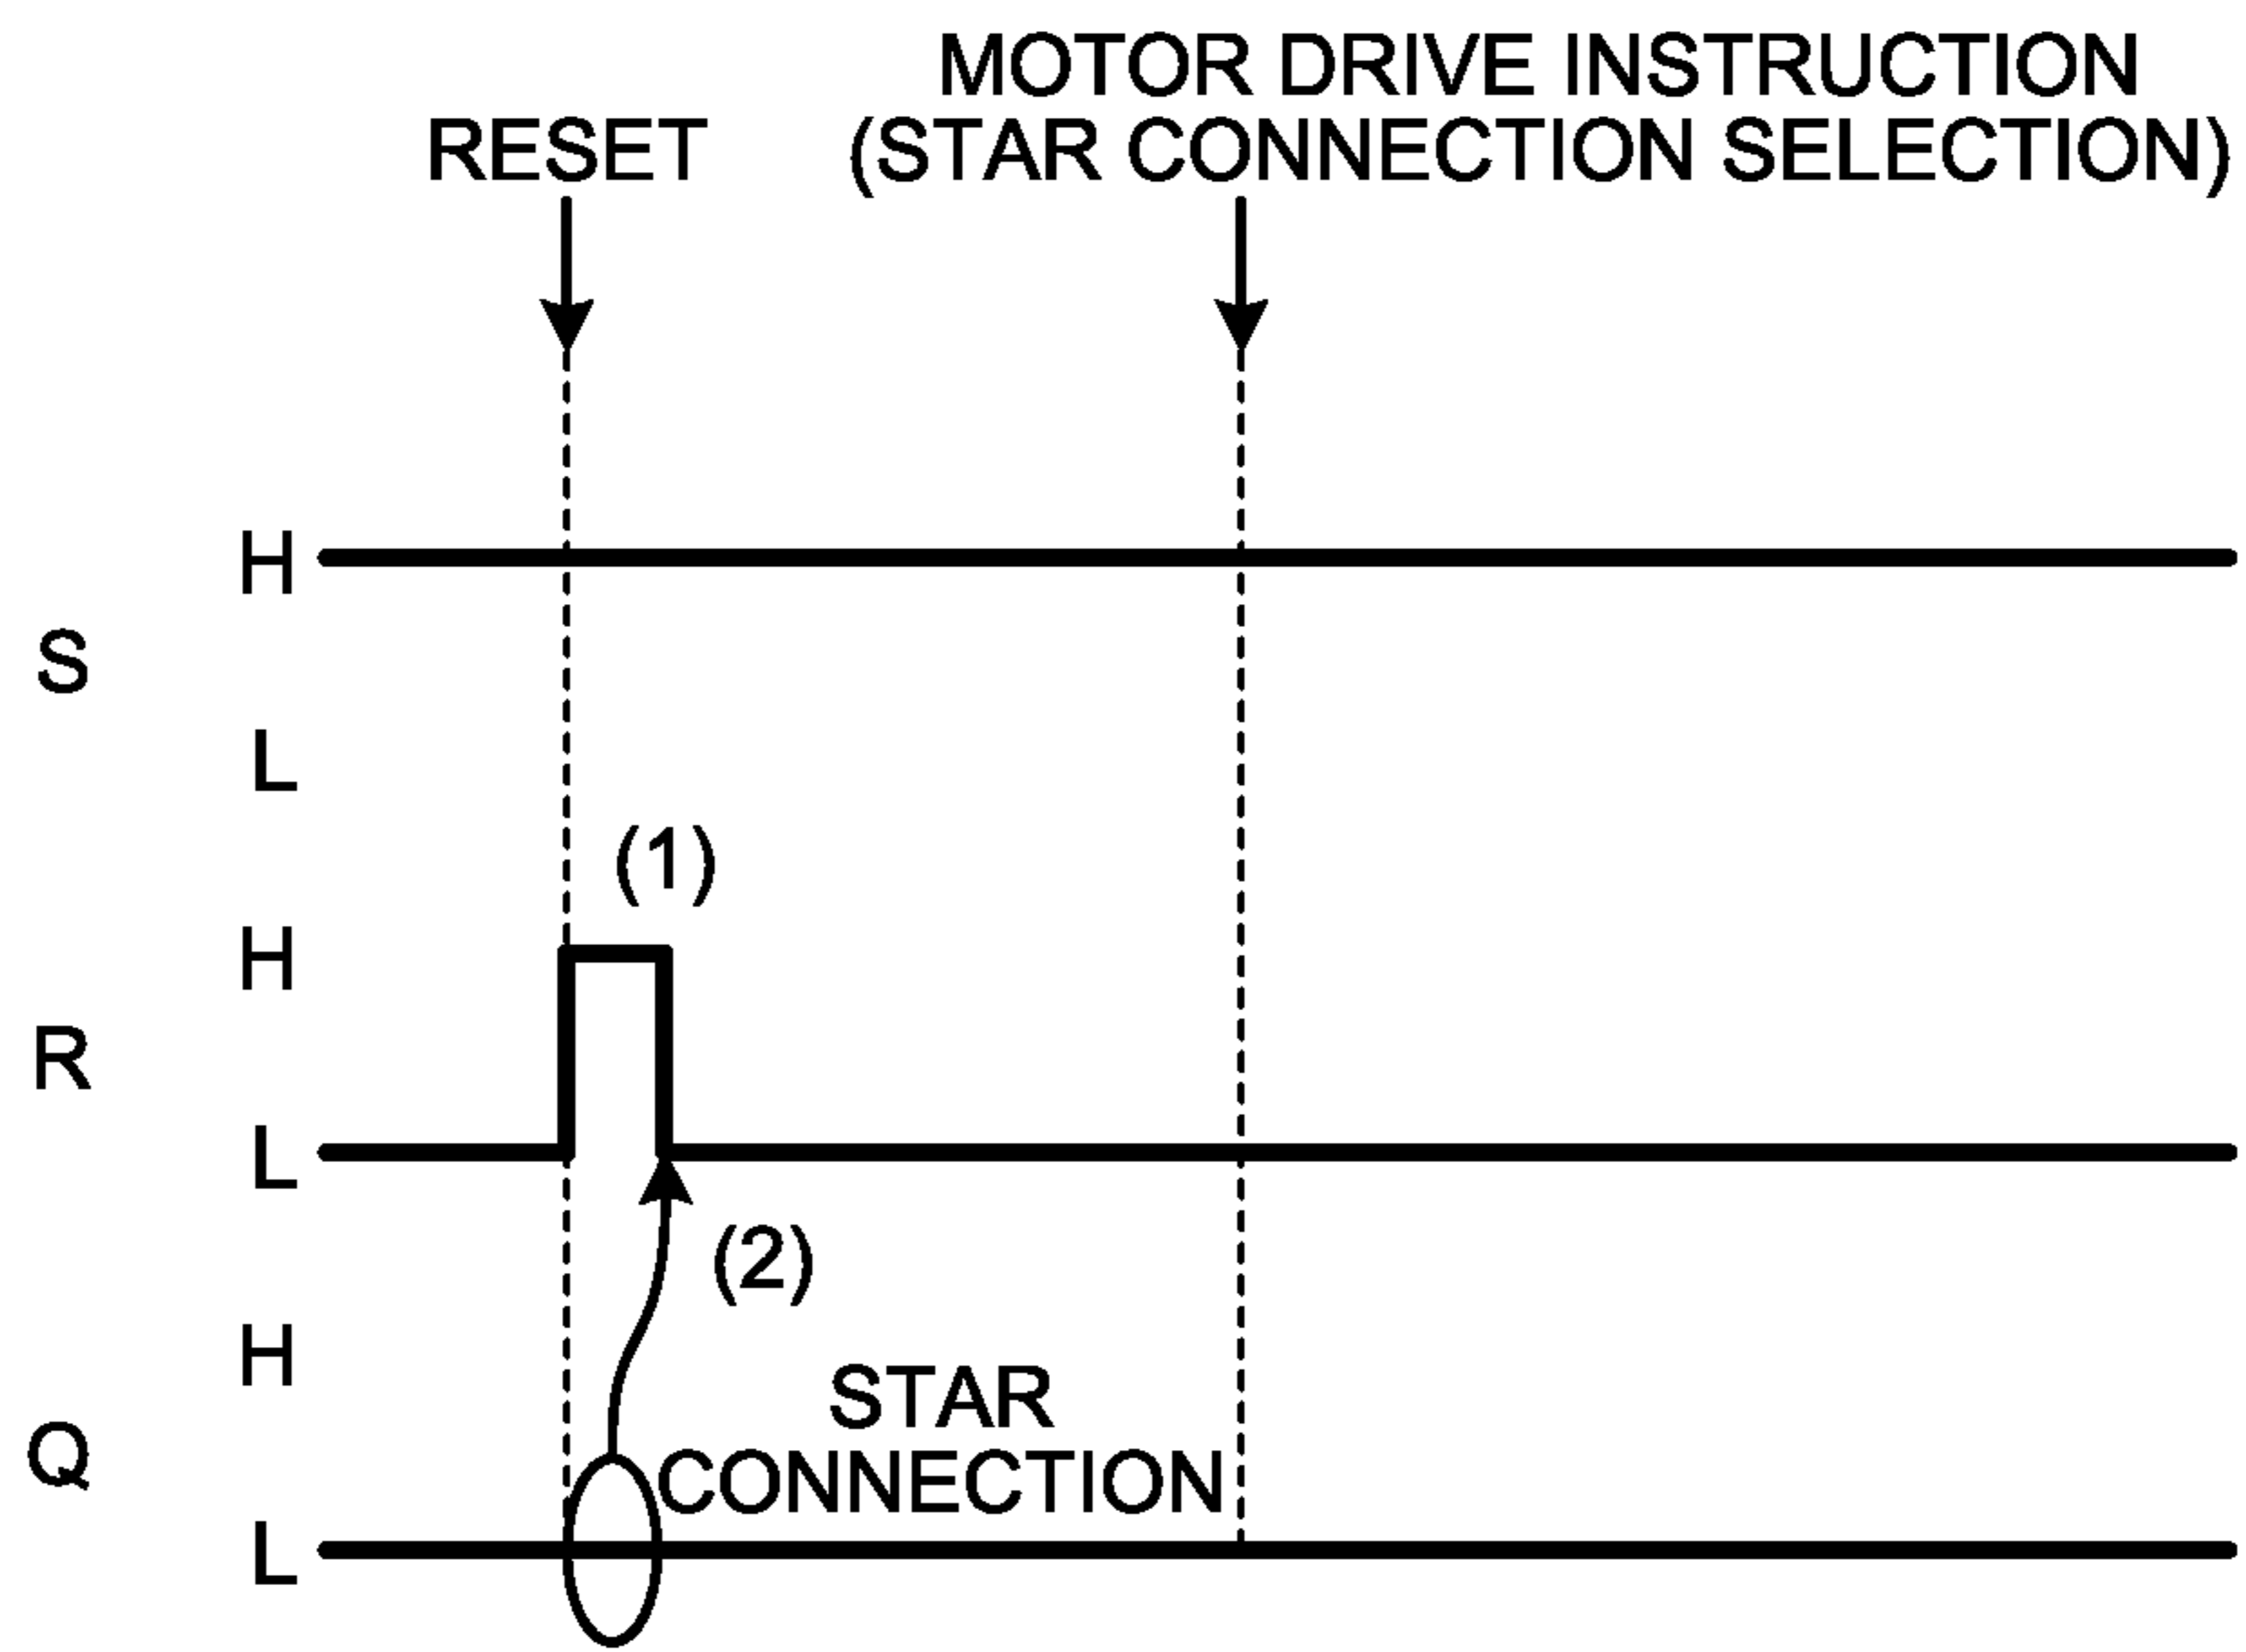 MOTOR DRIVE INSTRUCTION
RESET (STAR CONNECTION SELECTION)
H
S
L
(1)
H
R
L
(2)
H
STAR
Q
CONNECTION
L